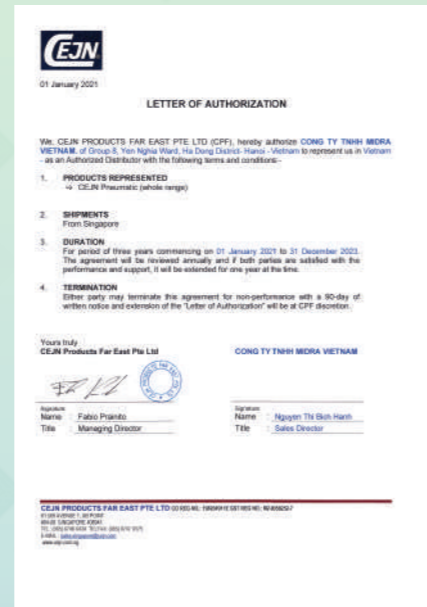 CEJN
01 January 2021
LETTER OF AUTHORIZATION
We, CEJN PRODUCTS FAR EAST PTE LTD (CPF), hereby authorize CONG TY TNHH MIDRA
VIETNAM, of Group 8, Yen Nghia Ward, Ha Dong District- Hanoi - Vietnam to represent us in Vietnam
- as an Authorized Distributor with the following terms and conditions:-
1. PRODUCTS REPRESENTED
CEJN Pneumatic (whole range)
2. SHIPMENTS
From Singapore
3. DURATION
For period of three years commencing on 01 January 2021 to 31 December 2023.
The agreement will be reviewed annually and if both parties are satisfied with the
performance and support, it will be extended for one year at the time.
4. TERMINATION
Either party may terminate this agreement for non-performance with a 90-day of
written notice and extension of the "Letter of Authorization" will be at CPF discretion.
Yours truly
CEJN Products Far East Pte Ltd CONG TY TNHH MIDRA VIETNAM
Signature Signature
Name : Fabio Prainito Name : Nguyen Thi Bich Hanh
Title : Managing Director Title : Sales Director
CEJN PRODUCTS FAR EAST PTE LTD